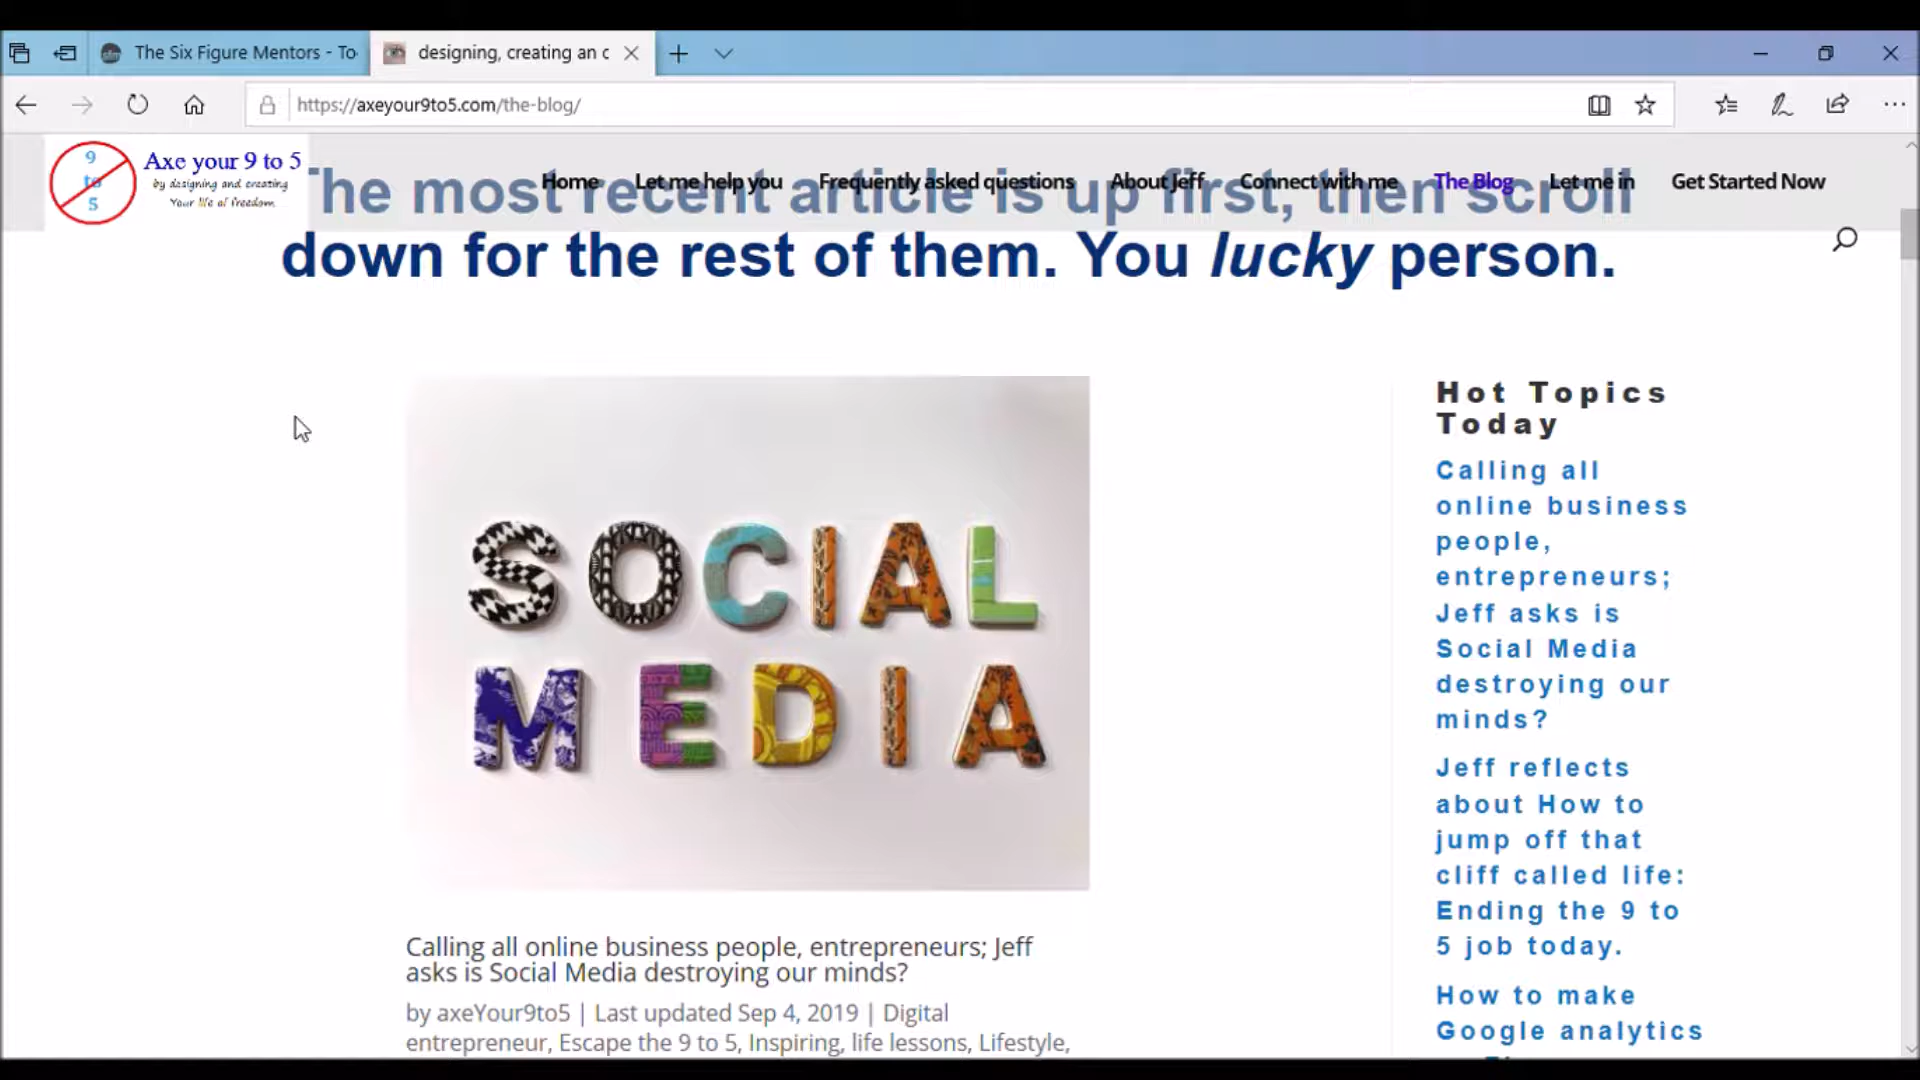 The Six Figure Mentors - To
designing, creating an c
https://axeyour9to5.com/the-blog/
9
to
5
Axe your 9 to 5
by designing and creating
Your life of freedom.
Home Let me help you Frequently asked questions About Jeff Connect with me The Blog Let me in Get Started Now
The most recent article is up first, then scroll
down for the rest of them. You lucky person.
SOCIAL
MEDIA
Calling all online business people, entrepreneurs; Jeff
asks is Social Media destroying our minds?
by axeYour9to5 | Last updated Sep 4, 2019 | Digital
entrepreneur, Escape the 9 to 5, Inspiring, life lessons, Lifestyle,
Hot Topics
Today
Calling all
online business
people,
entrepreneurs;
Jeff asks is
Social Media
destroying our
minds?
Jeff reflects
about How to
jump off that
cliff called life:
Ending the 9 to
5 job today.
How to make
Google analytics